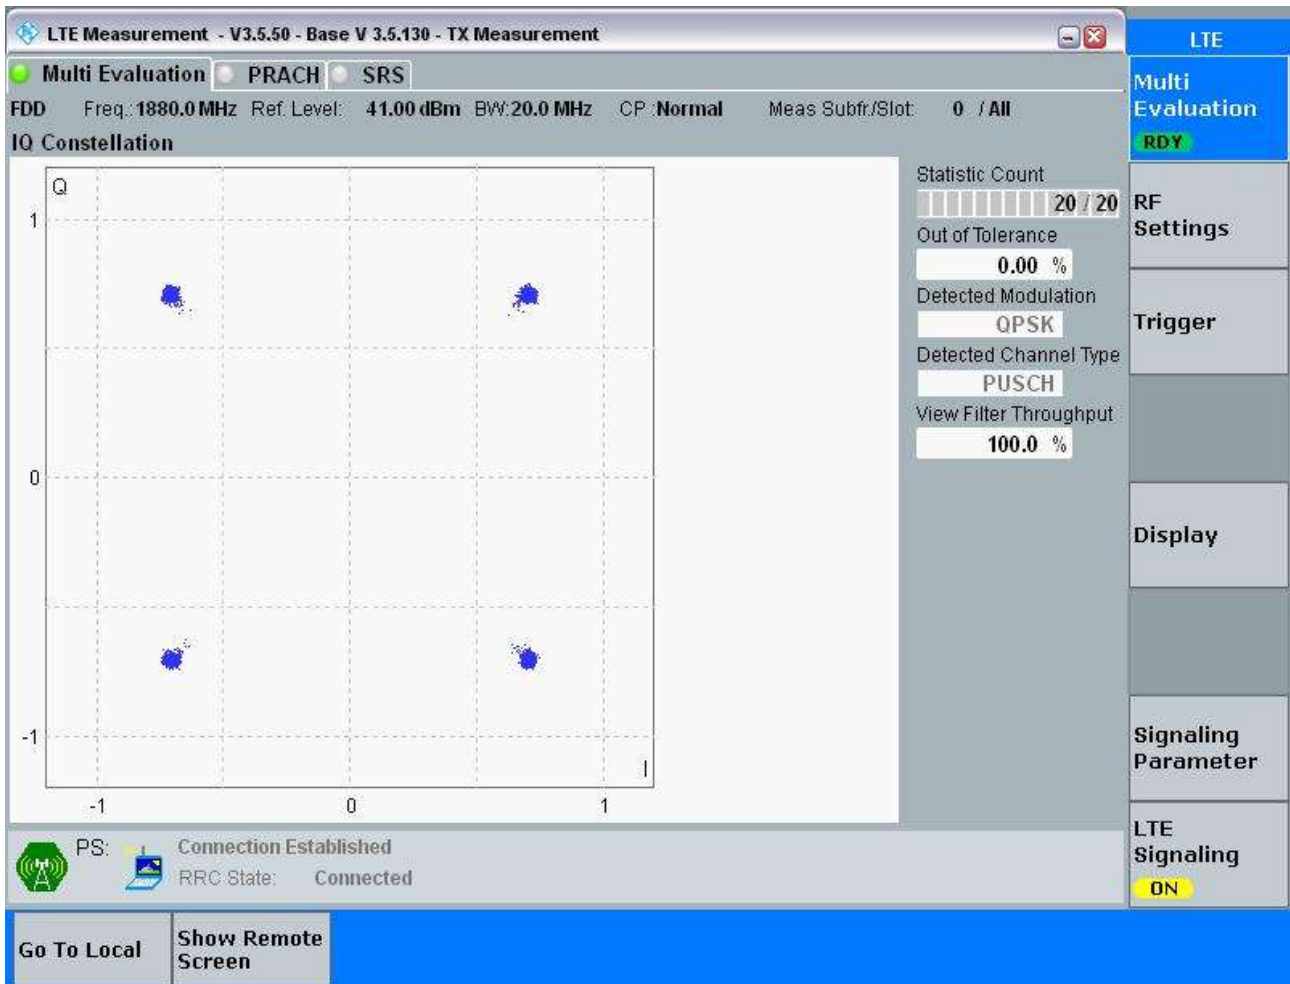 LTE Measurement - V3.5.50 - Base V 3.5.130 - TX Measurement
LTE
Multi Evaluation PRACH SRS
FDD Freq.: 1880.0 MHz Ref. Level: 41.00 dBm BW: 20.0 MHz CP : Normal Meas Subfr./Slot: 0 / All
IQ Constellation
Q
1
0
-1
I
-1 0 1
Statistic Count
20 / 20
Out of Tolerance
0.00 %
Detected Modulation
QPSK
Detected Channel Type
PUSCH
View Filter Throughput
100.0 %
Multi
Evaluation
RDY
RF
Settings
Trigger
Display
Signaling
Parameter
LTE
Signaling
ON
PS: Connection Established
RRC State: Connected
Go To Local
Show Remote
Screen